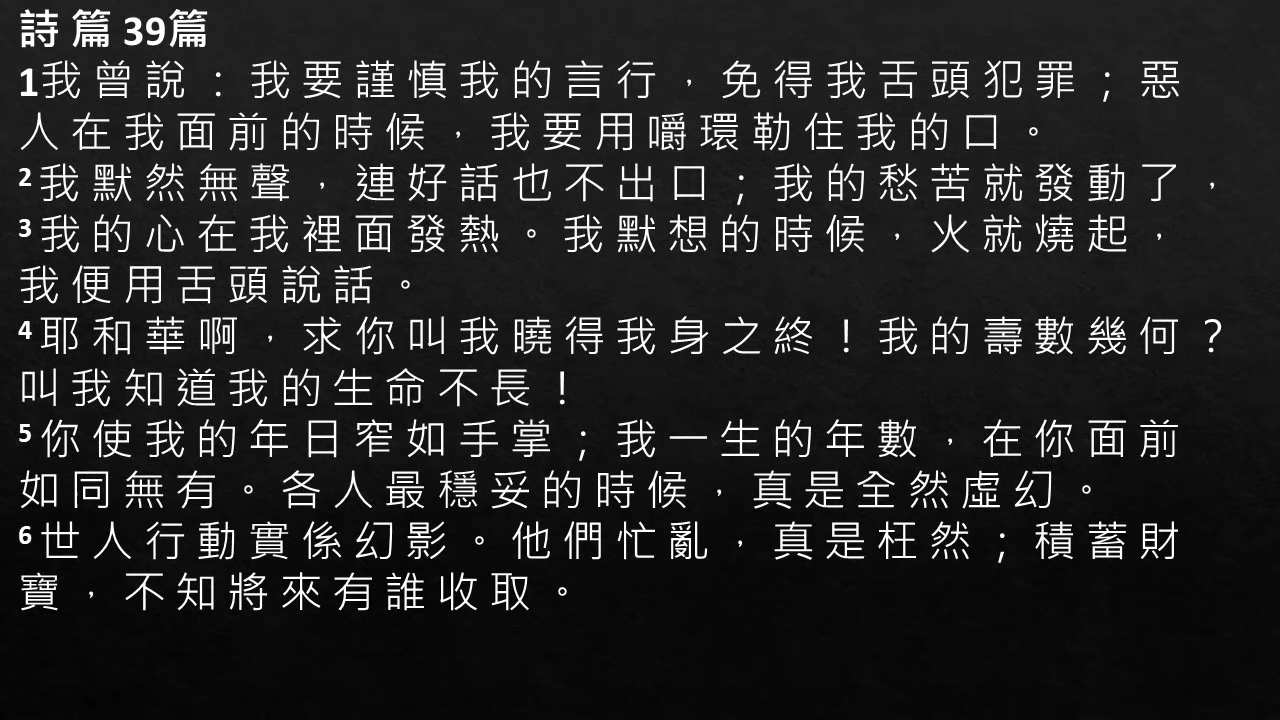 詩 篇 39篇
1我 曾 說 ： 我 要 謹 慎 我 的 言 行 ， 免 得 我 舌 頭 犯 罪 ； 惡
人 在 我 面 前 的 時 候 ， 我 要 用 嚼 環 勒 住 我 的 口 。
2 我 默 然 無 聲 ， 連 好 話 也 不 出 口 ； 我 的 愁 苦 就 發 動 了 ，
3 我 的 心 在 我 裡 面 發 熱 。 我 默 想 的 時 候 ， 火 就 燒 起 ，
我 便 用 舌 頭 說 話 。
4 耶 和 華 啊 ， 求 你 叫 我 曉 得 我 身 之 終 ！ 我 的 壽 數 幾 何 ？
叫 我 知 道 我 的 生 命 不 長 ！
5 你 使 我 的 年 日 窄 如 手 掌 ； 我 一 生 的 年 數 ， 在 你 面 前
如 同 無 有 。 各 人 最 穩 妥 的 時 候 ， 真 是 全 然 虛 幻 。
6 世 人 行 動 實 係 幻 影 。 他 們 忙 亂 ， 真 是 枉 然 ； 積 蓄 財
寶 ， 不 知 將 來 有 誰 收 取 。